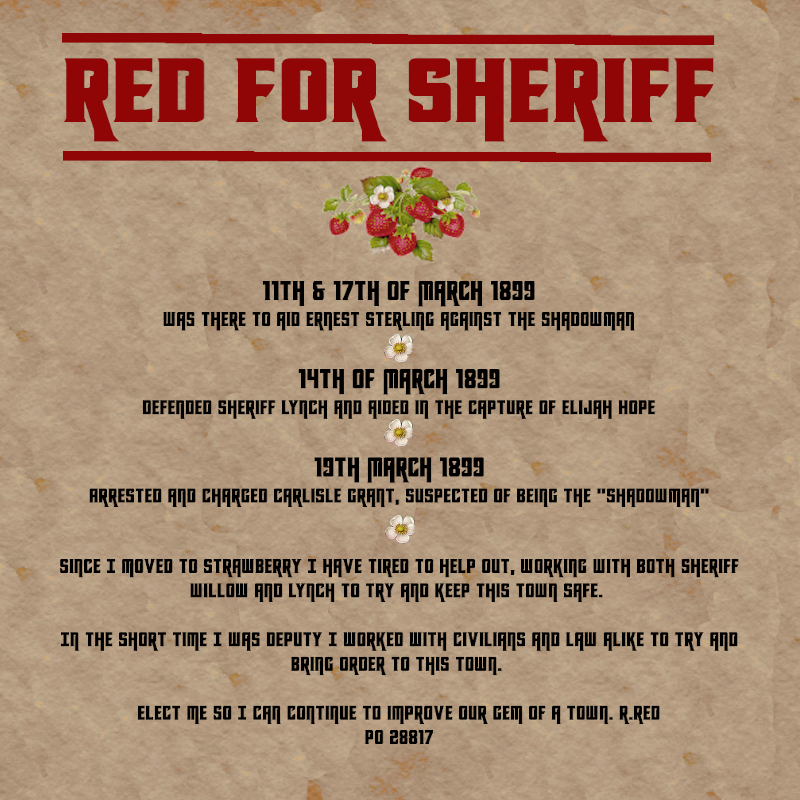 RED FOR SHERIFF
11TH & 17TH OF MARCH 1899
WAS THERE TO AID ERNEST STERLING AGAINST THE SHADOWMAN
14TH OF MARCH 1899
DEFENDED SHERIFF LYNCH AND AIDED IN THE CAPTURE OF ELIJAH HOPE
19TH MARCH 1899
ARRESTED AND CHARGED CARLISLE GRANT, SUSPECTED OF BEING THE "SHADOWMAN"
SINCE I MOVED TO STRAWBERRY I HAVE TIRED TO HELP OUT, WORKING WITH BOTH SHERIFF
WILLOW AND LYNCH TO TRY AND KEEP THIS TOWN SAFE.
IN THE SHORT TIME I WAS DEPUTY I WORKED WITH CIVILIANS AND LAW ALIKE TO TRY AND
BRING ORDER TO THIS TOWN.
ELECT ME SO I CAN CONTINUE TO IMPROVE OUR GEM OF A TOWN. R.RED
PO 28817